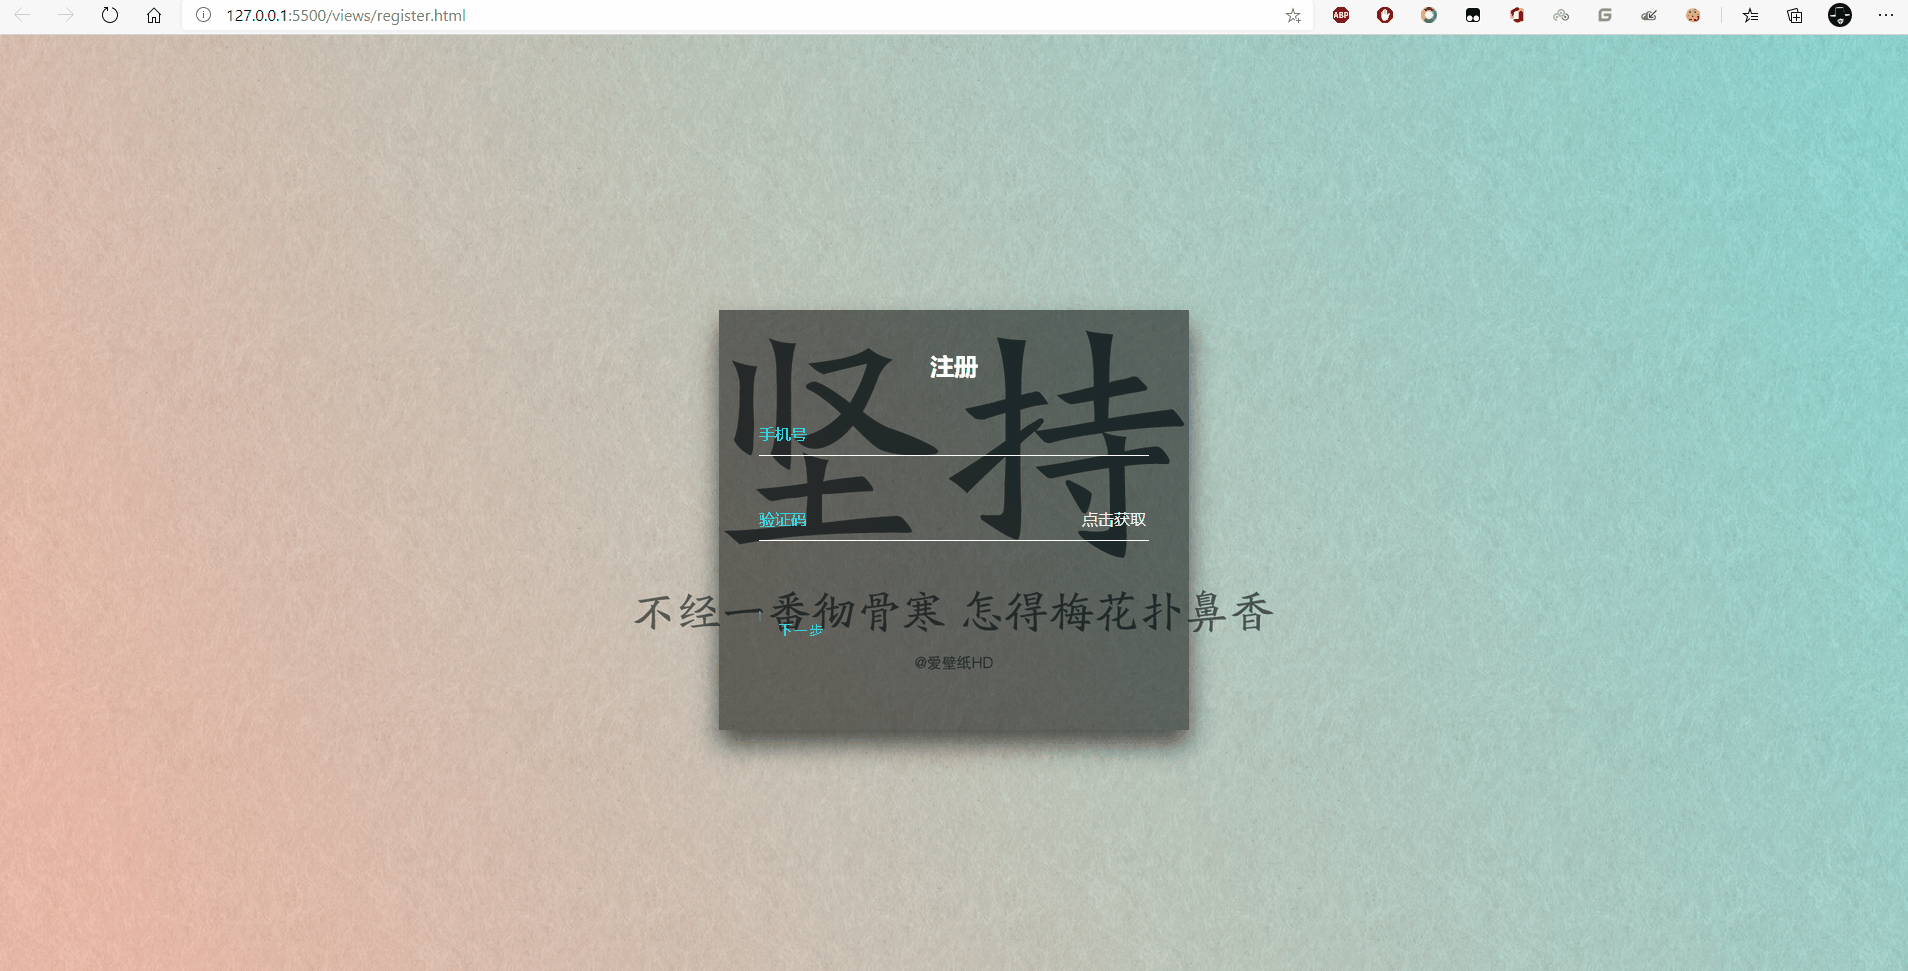 127.0.0.1:5500/views/register.html
ABP
坚持
注册
手机号
验证码 点击获取
不经一番彻骨寒 怎得梅花扑鼻香
下一步
@爱壁纸HD